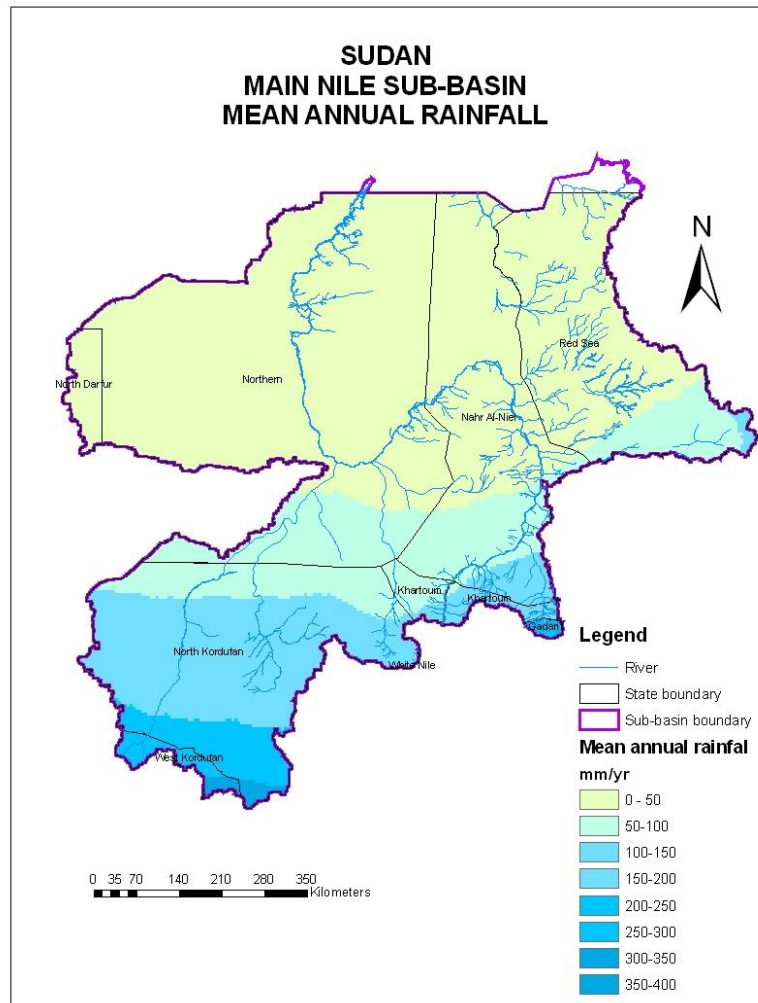 SUDAN
MAIN NILE SUB-BASIN
MEAN ANNUAL RAINFALL
N
Red Sea
North Darfur
Northern
Nahr Al-Nier
Khartoum
Khartoum
Gadari
North Kordufan
White Nile
West Kordufan
Legend
River
State boundary
Sub-basin boundary
Mean annual rainfal
mm/yr
0 - 50
50-100
100-150
150-200
200-250
250-300
300-350
350-400
0 35 70 140 210 280 350
Kilometers